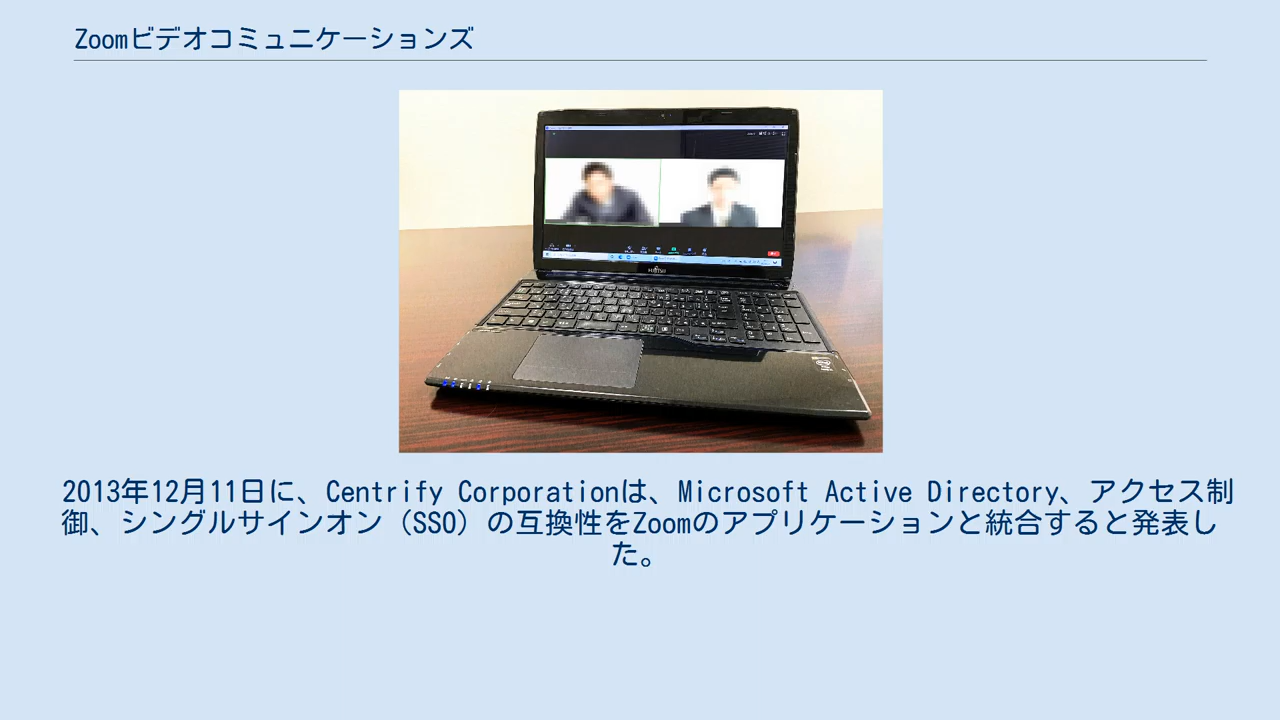 Zoomビデオコミュニケーションズ
FUJITSU
2013年12月11日に、Centrify Corporationは、Microsoft Active Directory、アクセス制
御、シングルサインオン（SSO）の互換性をZoomのアプリケーションと統合すると発表し
た。